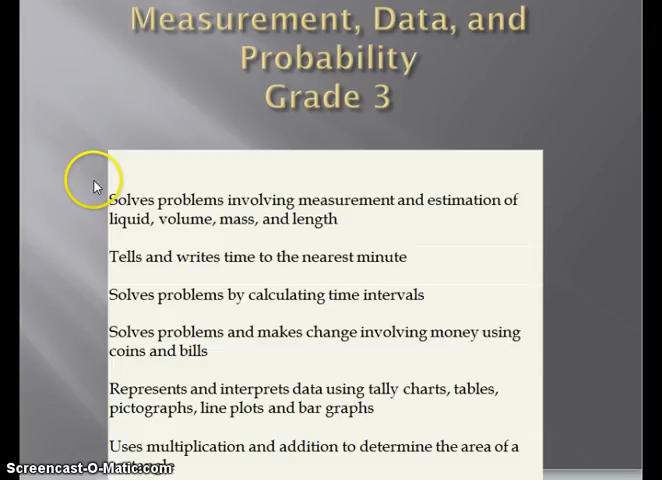 Measurement, Data, and
Probability
Grade 3
Solves problems involving measurement and estimation of
liquid, volume, mass, and length
Tells and writes time to the nearest minute
Solves problems by calculating time intervals
Solves problems and makes change involving money using
coins and bills
Represents and interprets data using tally charts, tables,
pictographs, line plots and bar graphs
Uses multiplication and addition to determine the area of a
Screencast-O-Matic.com